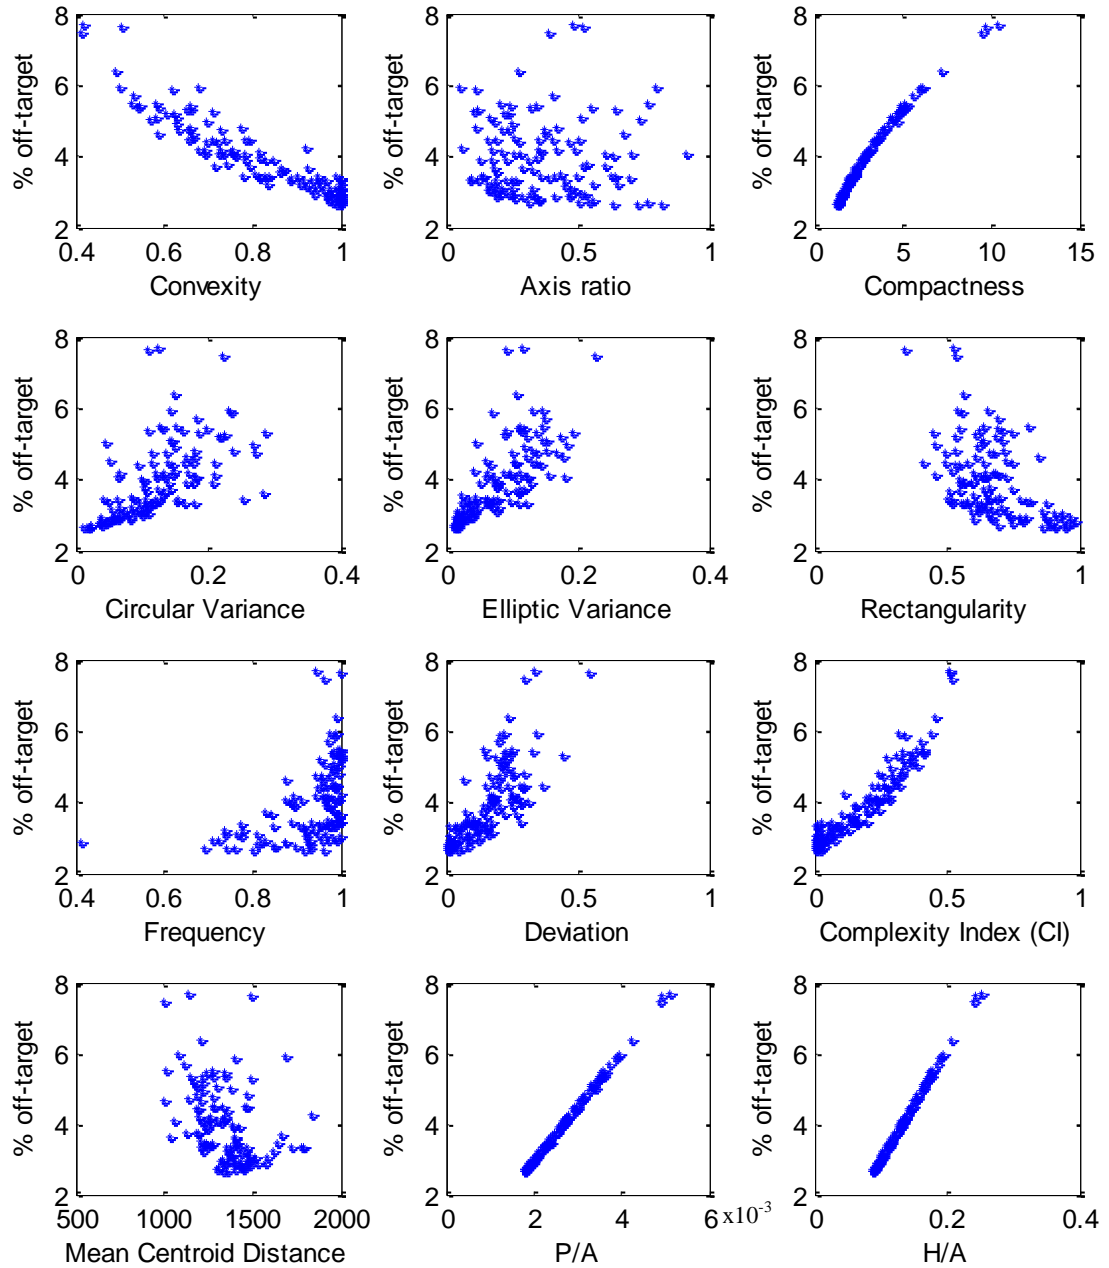 8
6
4
2
% off-target
0.4 0.6 0.8 1
Convexity
8
6
4
2
% off-target
0 0.5 1
Axis ratio
8
6
4
2
% off-target
0 5 10 15
Compactness
8
6
4
2
% off-target
0 0.2 0.4
Circular Variance
8
6
4
2
% off-target
0 0.2 0.4
Elliptic Variance
8
6
4
2
% off-target
0 0.5 1
Rectangularity
8
6
4
2
% off-target
0.4 0.6 0.8 1
Frequency
8
6
4
2
% off-target
0 0.5 1
Deviation
8
6
4
2
% off-target
0 0.5 1
Complexity Index (CI)
8
6
4
2
% off-target
500 1000 1500 2000
Mean Centroid Distance
8
6
4
2
% off-target
0 2 4 6 x10⁻³
P/A
8
6
4
2
% off-target
0 0.2 0.4
H/A